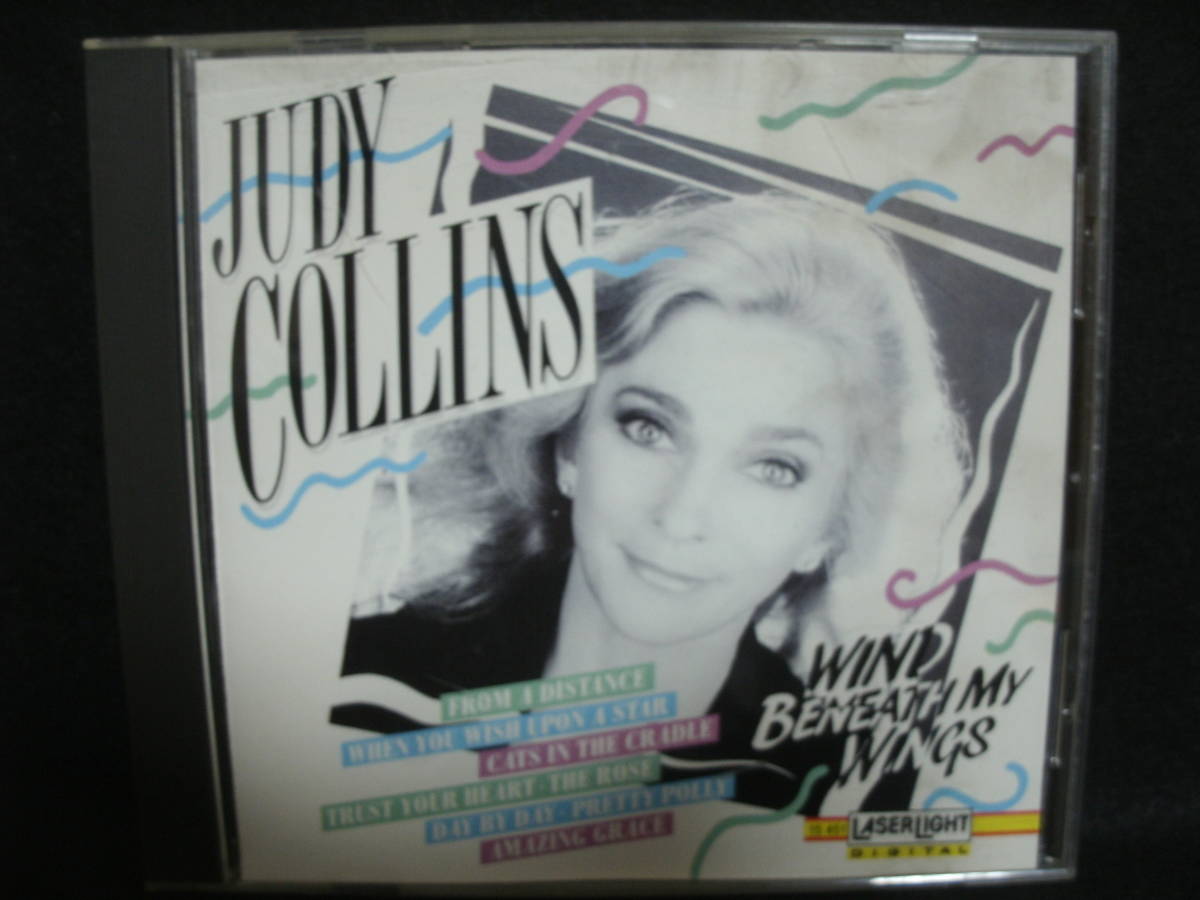 JUDY
COLLINS
FROM A DISTANCE
WHEN YOU WISH UPON A STAR
CATS IN THE CRADLE
TRUST YOUR HEART · THE ROSE
DAY BY DAY · PRETTY POLLY
AMAZING GRACE
WIND
BENEATH MY
WINGS
LASERLIGHT
DIGITAL